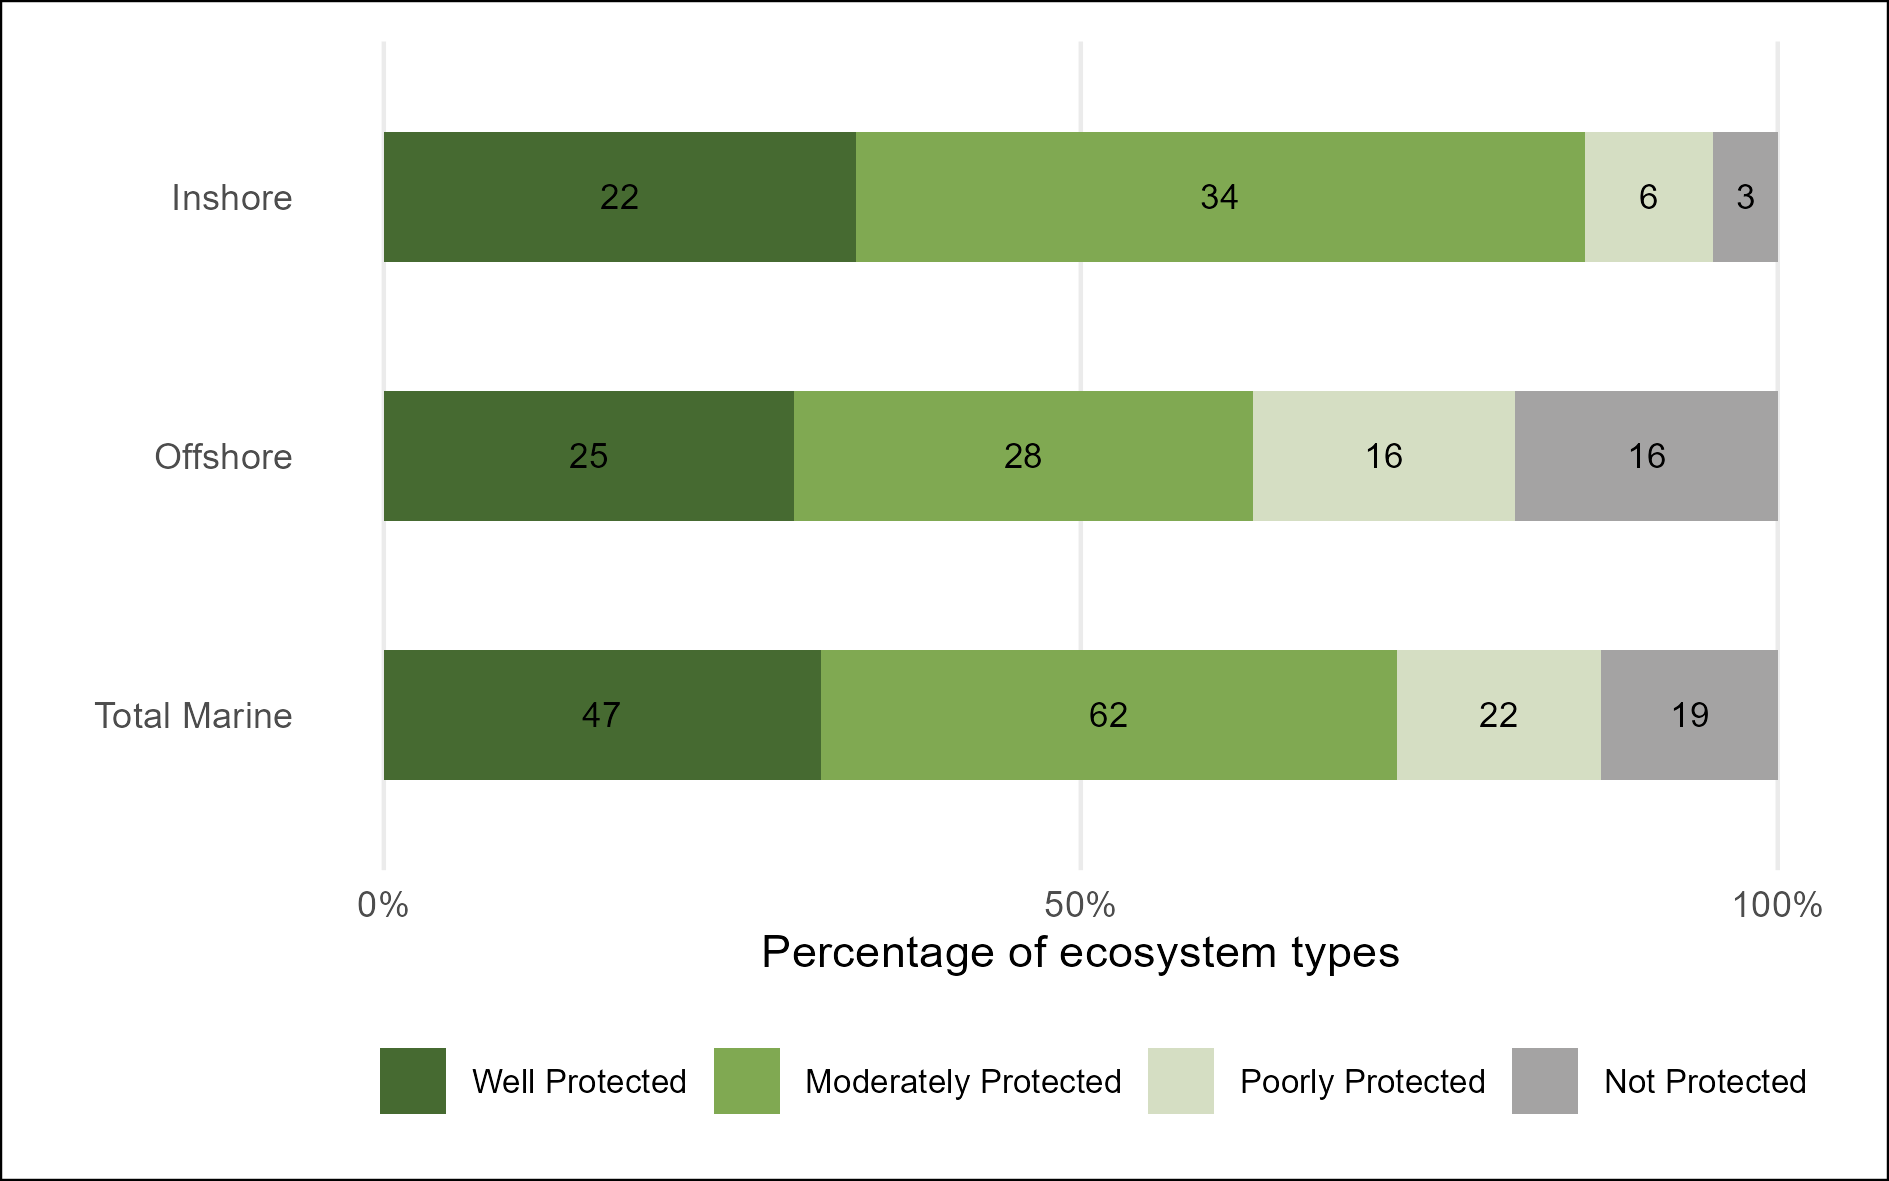 Inshore 22 34 6 3
Offshore 25 28 16 16
Total Marine 47 62 22 19
0% 50% 100%
Percentage of ecosystem types
Well Protected Moderately Protected Poorly Protected Not Protected